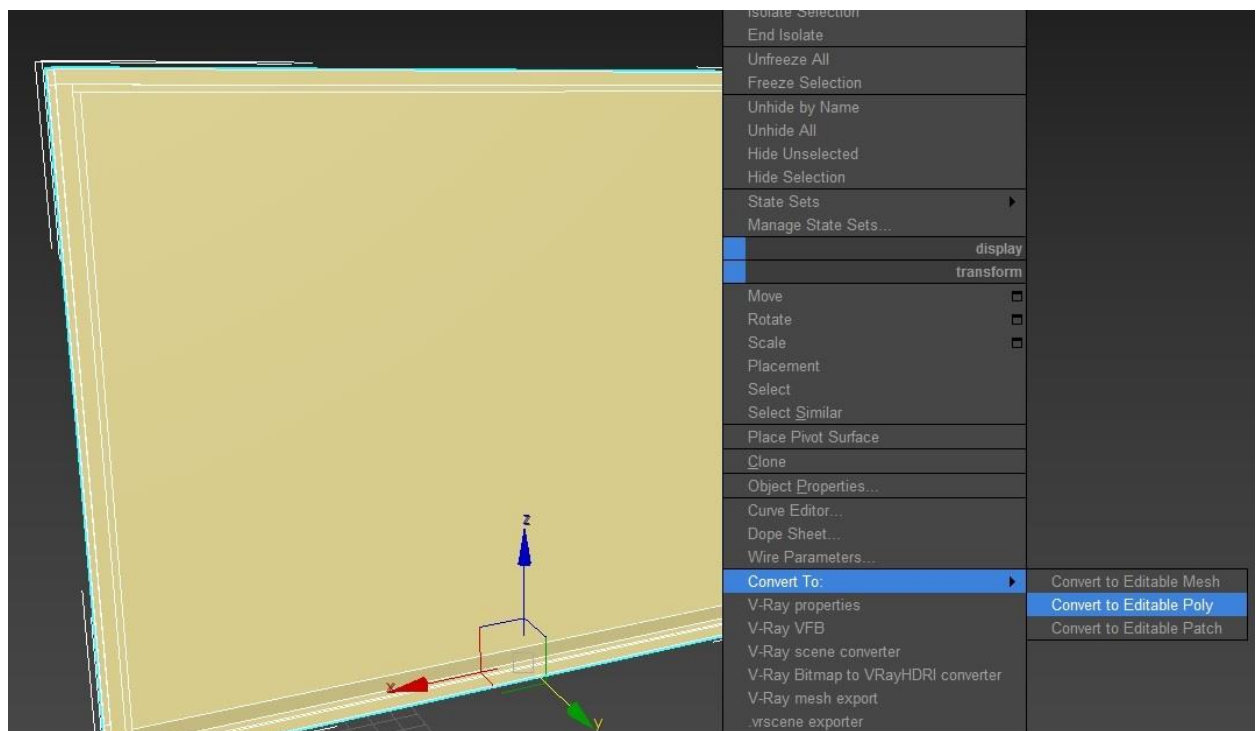 Isolate Selection
End Isolate
Unfreeze All
Freeze Selection
Unhide by Name
Unhide All
Hide Unselected
Hide Selection
State Sets
Manage State Sets...
display
transform
Move
Rotate
Scale
Placement
Select
Select Similar
Place Pivot Surface
Clone
Object Properties...
Curve Editor...
Dope Sheet...
Wire Parameters...
Convert To:
Convert to Editable Mesh
V-Ray properties
Convert to Editable Poly
V-Ray VFB
Convert to Editable Patch
V-Ray scene converter
V-Ray Bitmap to VRayHDRI converter
V-Ray mesh export
.vrscene exporter
z
x
y